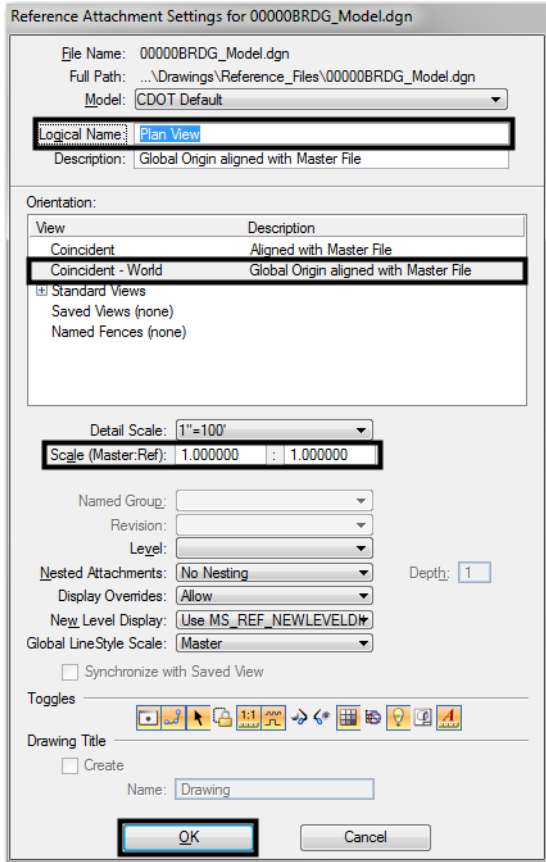 Reference Attachment Settings for 00000BRDG_Model.dgn
File Name: 00000BRDG_Model.dgn
Full Path: ...\Drawings\Reference_Files\00000BRDG_Model.dgn
Model: CDOT Default
Logical Name: Plan View
Description: Global Origin aligned with Master File
Orientation:
View Description
Coincident Aligned with Master File
Coincident - World Global Origin aligned with Master File
Standard Views
Saved Views (none)
Named Fences (none)
Detail Scale: 1"=100'
Scale (Master:Ref): 1.000000 : 1.000000
Named Group:
Revision:
Level:
Nested Attachments: No Nesting Depth: 1
Display Overrides: Allow
New Level Display: Use MS_REF_NEWLEVELDI
Global LineStyle Scale: Master
Synchronize with Saved View
Toggles
1:1 A
Drawing Title
Create
Name: Drawing
OK Cancel